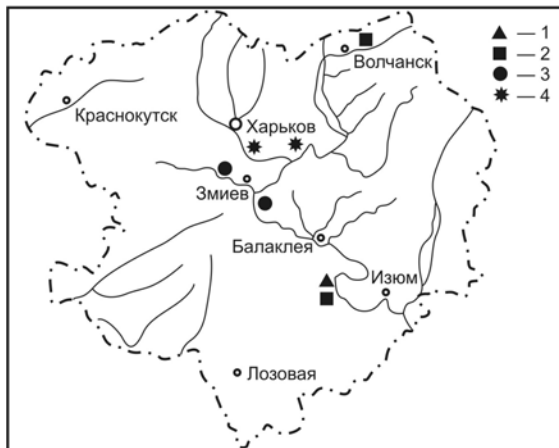 — 1
— 2
— 3
— 4
Волчанск
Краснокутск
Харьков
Змиев
Балаклея
Изюм
Лозовая